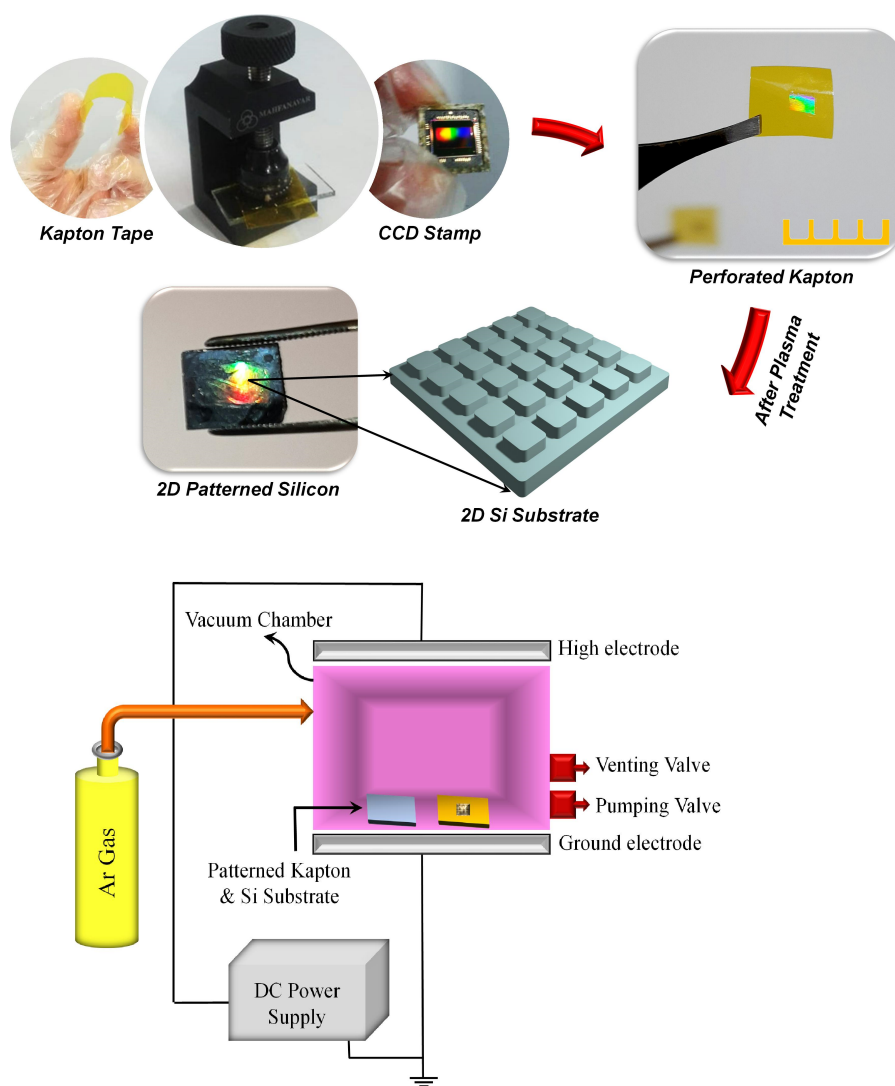 MAHFANAVAR
Kapton Tape
CCD Stamp
Perforated Kapton
After Plasma
Treatment
2D Patterned Silicon
2D Si Substrate
Vacuum Chamber
High electrode
Venting Valve
Pumping Valve
Ground electrode
Ar Gas
Patterned Kapton
& Si Substrate
DC Power
Supply